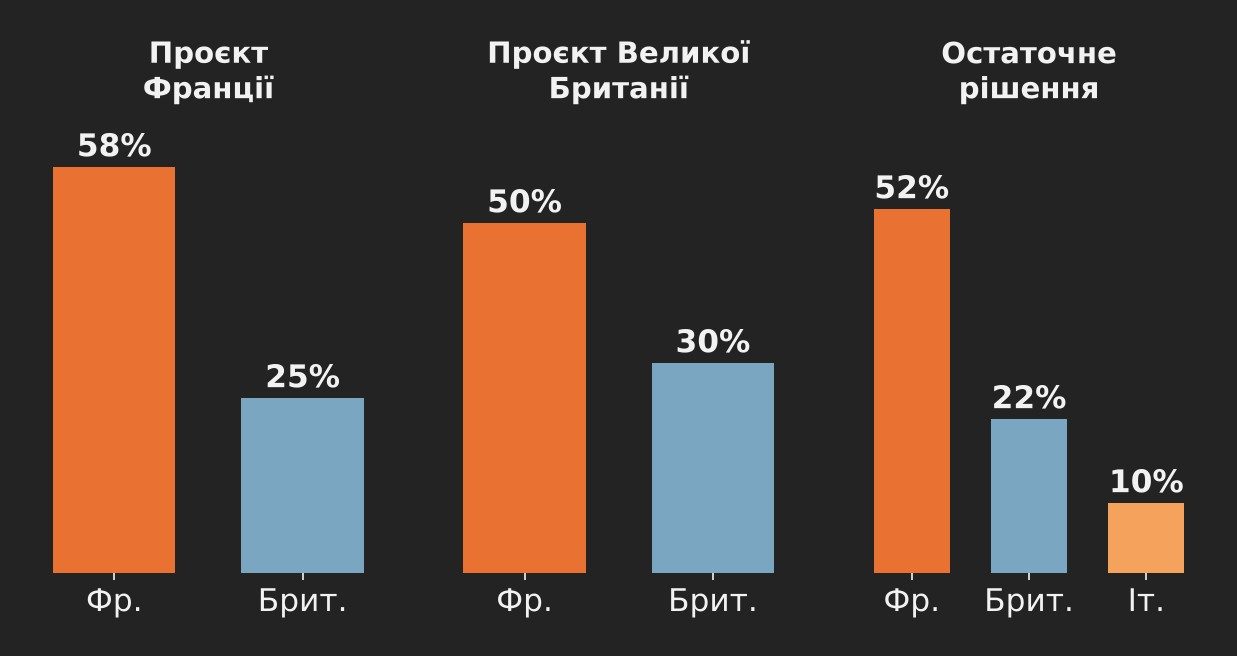 Проєкт
Франції
58%
25%
Фр.
Брит.
Проєкт Великої
Британії
50%
30%
Фр.
Брит.
Остаточне
рішення
52%
22%
10%
Фр.
Брит.
Іт.